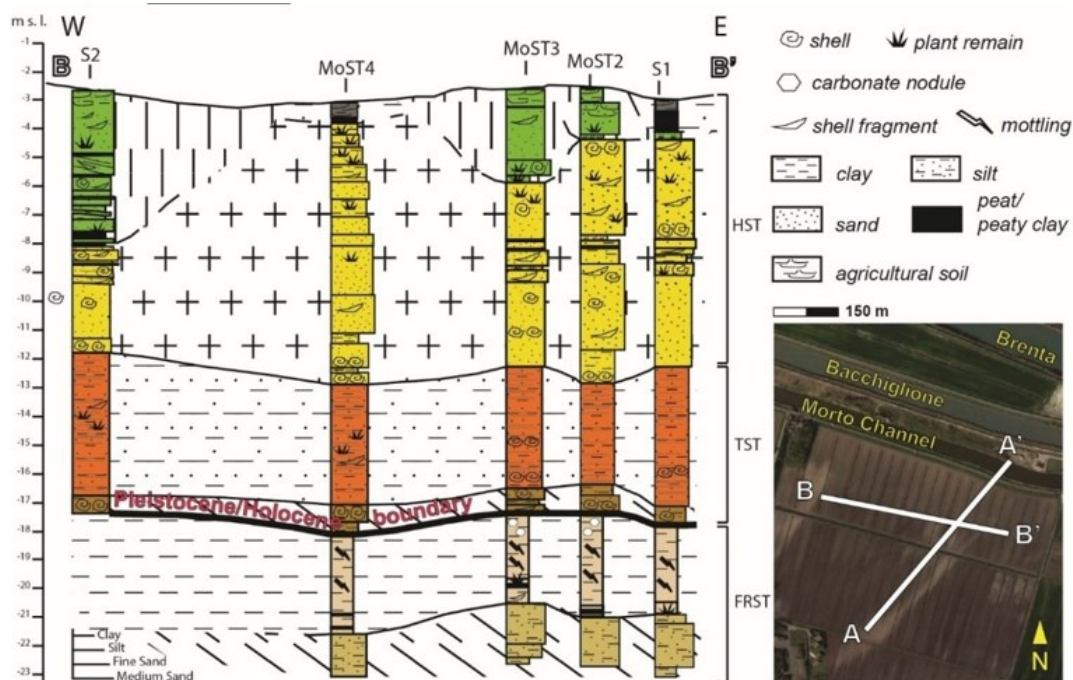 m s. l.
W
E
B
S2
MoST4
MoST3
MoST2
S1
B'
-1
-2
-3
-4
-5
-6
-7
-8
-9
-10
-11
-12
-13
-14
-15
-16
-17
-18
-19
-20
-21
-22
-23
HST
TST
FRST
Pleistocene/Holocene boundary
Clay
Silt
Fine Sand
Medium Sand
shell
plant remain
carbonate nodule
shell fragment
mottling
clay
silt
sand
peat/
peaty clay
agricultural soil
150 m
Brenta
Bacchiglione
Morto Channel
A'
B
B'
A
N